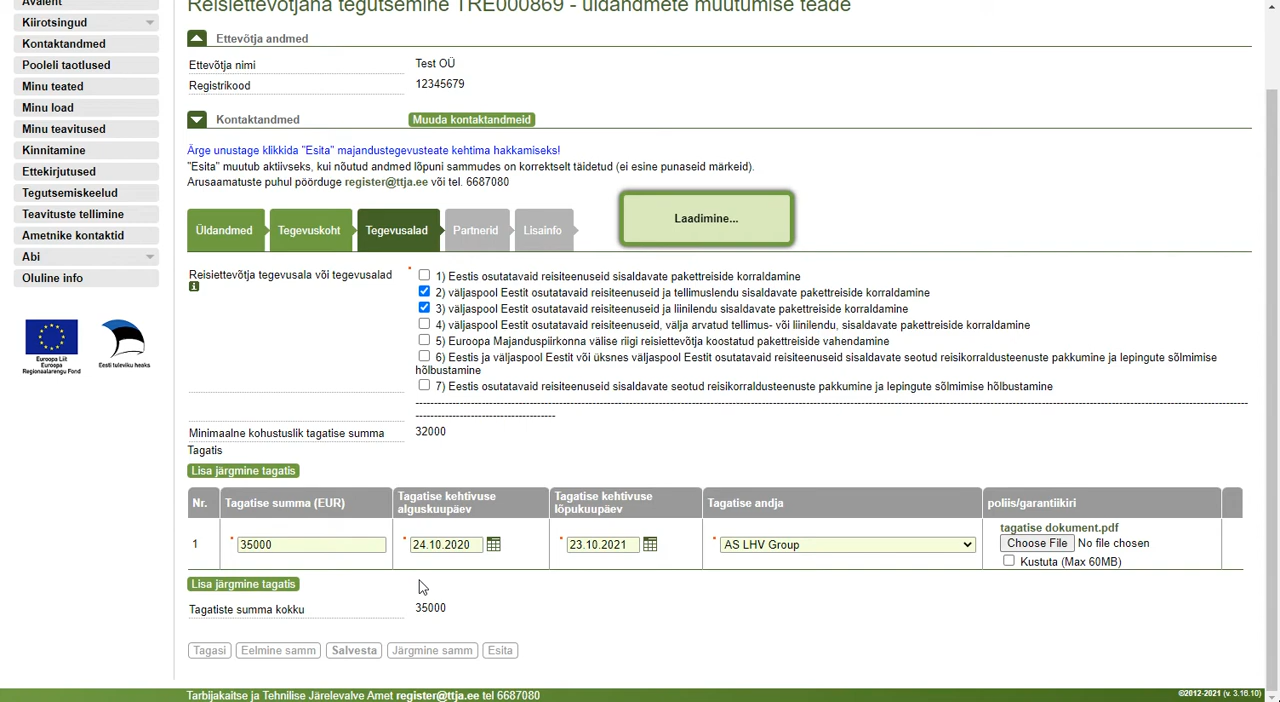 Reisiettevõtjana tegutsemine TRE000869 - üldandmete muutumise teade
Avaleht
Kiirotsingud
Kontaktandmed
Pooleli taotlused
Minu teated
Minu load
Minu teavitused
Kinnitamine
Ettekirjutused
Tegutsemiskeelud
Teavituste tellimine
Ametnike kontaktid
Abi
Oluline info
Euroopa Liit
Euroopa
Regionaalarengu Fond
Eesti tuleviku heaks
Ettevõtja andmed
Ettevõtja nimi Test OÜ
Registrikood 12345679
Kontaktandmed Muuda kontaktandmeid
Ärge unustage klikkida "Esita" majandustegevusteate kehtima hakkamiseks!
"Esita" muutub aktiivseks, kui nõutud andmed lõpuni sammudes on korrektselt täidetud (ei esine punaseid märkeid).
Arusaamatuste puhul pöörduge register@ttja.ee või tel. 6687080
Laadimine...
Üldandmed Tegevuskoht Tegevusalad Partnerid Lisainfo
Reisiettevõtja tegevusala või tegevusalad
1) Eestis osutatavaid reisiteenuseid sisaldavate pakettreiside korraldamine
2) väljaspool Eestit osutatavaid reisiteenuseid ja tellimuslendu sisaldavate pakettreiside korraldamine
3) väljaspool Eestit osutatavaid reisiteenuseid ja liinilendu sisaldavate pakettreiside korraldamine
4) väljaspool Eestit osutatavaid reisiteenuseid, välja arvatud tellimus- või liinilendu, sisaldavate pakettreiside korraldamine
5) Euroopa Majanduspiirkonna välise riigi reisiettevõtja koostatud pakettreiside vahendamine
6) Eestis ja väljaspool Eestit või üksnes väljaspool Eestit osutatavaid reisiteenuseid sisaldavate seotud reisikorraldusteenuste pakkumine ja lepingute sõlmimise
hõlbustamine
7) Eestis osutatavaid reisiteenuseid sisaldavate seotud reisikorraldusteenuste pakkumine ja lepingute sõlmimise hõlbustamine
Minimaalne kohustuslik tagatise summa 32000
Tagatis
Lisa järgmine tagatis
Nr. Tagatise summa (EUR) Tagatise kehtivuse alguskuupäev Tagatise kehtivuse lõpukuupäev Tagatise andja poliis/garantiikiri
1 35000 24.10.2020 23.10.2021 AS LHV Group tagatise dokument.pdf
Choose File No file chosen
Kustuta (Max 60MB)
Lisa järgmine tagatis
Tagatiste summa kokku 35000
Tagasi Eelmine samm Salvesta Järgmine samm Esita
Tarbijakaitse ja Tehnilise Järelevalve Amet register@ttja.ee tel 6687080
©2012-2021 (v. 3.16.10)